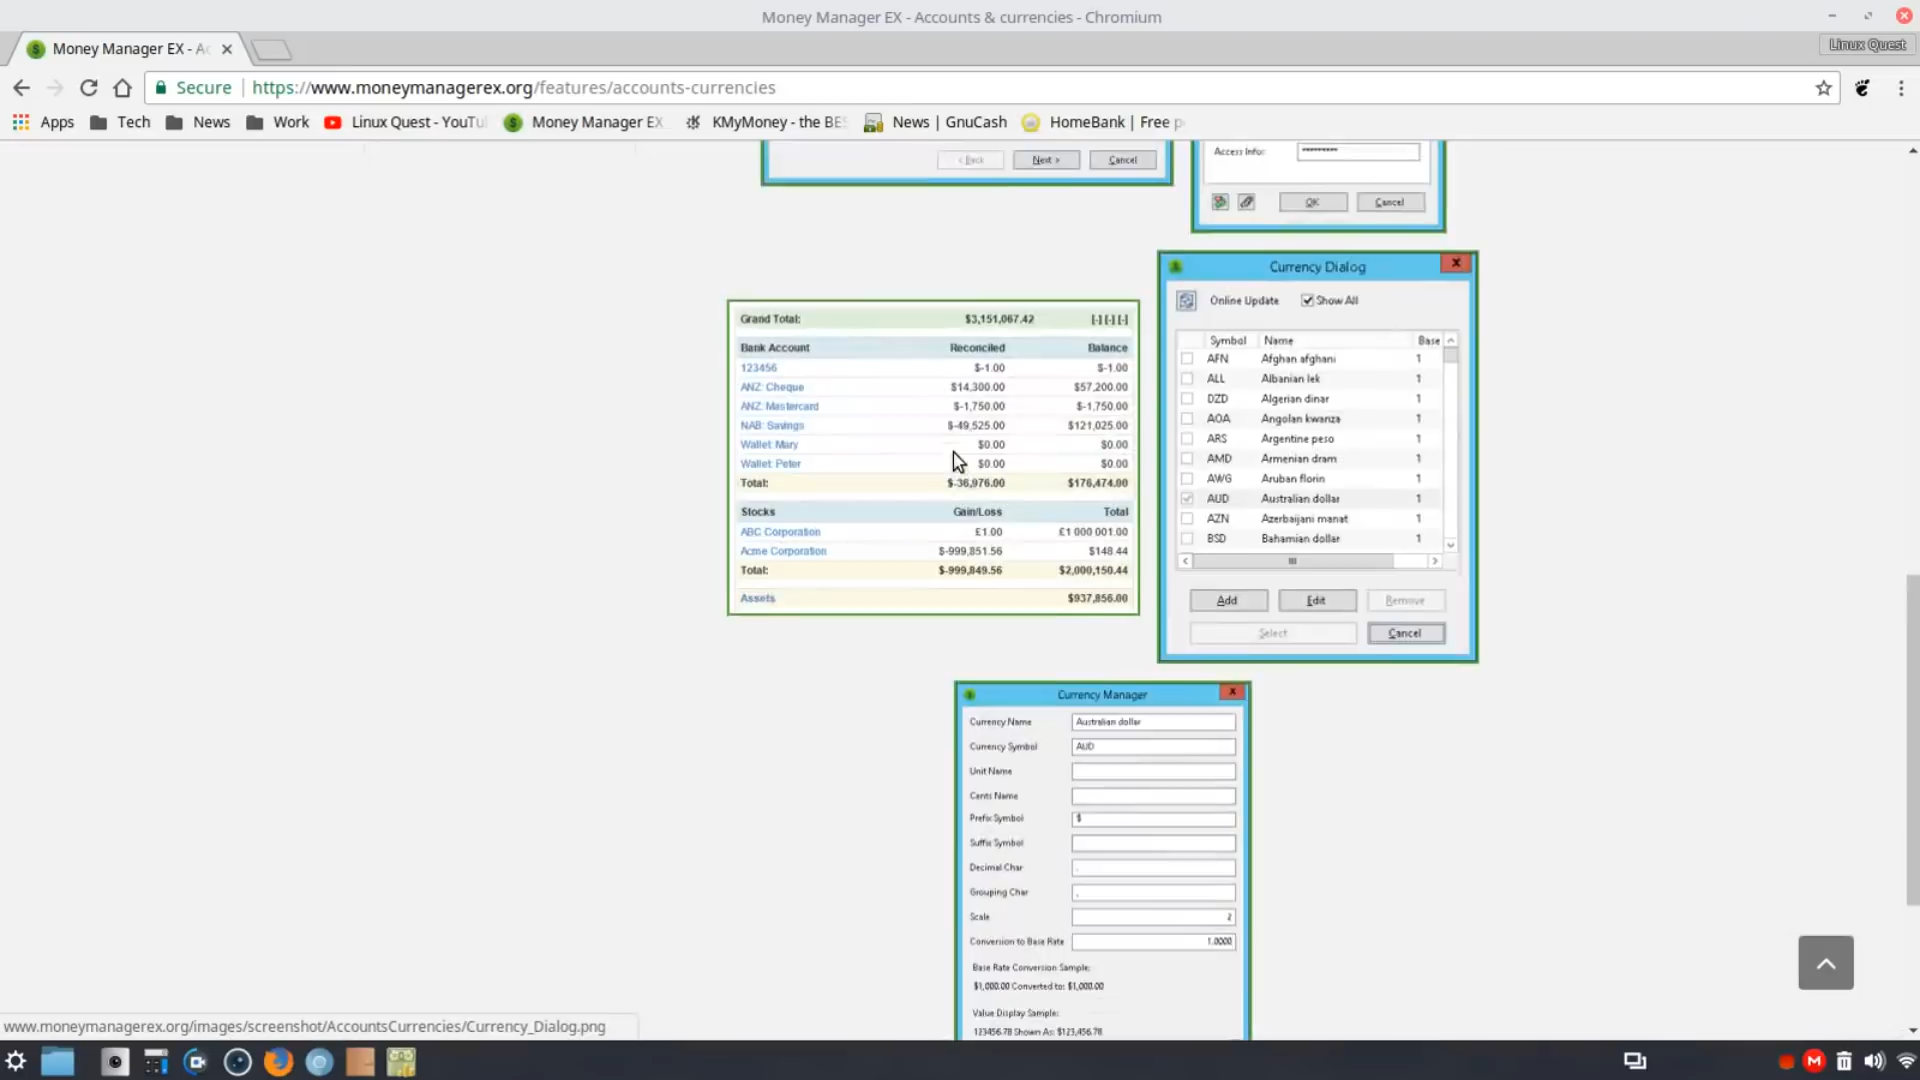 Money Manager EX - Accounts & currencies - Chromium
Money Manager EX - Ac
Linux Quest
Secure | https://www.moneymanagerex.org/features/accounts-currencies
Apps Tech News Work Linux Quest - YouTu Money Manager EX KMyMoney - the BES News | GnuCash HomeBank | Free p
< Back Next > Cancel
Access Info: **********
OK Cancel
Currency Dialog
Online Update Show All
Symbol Name Base
AFN Afghan afghani 1
ALL Albanian lek 1
DZD Algerian dinar 1
AOA Angolan kwanza 1
ARS Argentine peso 1
AMD Armenian dram 1
AWG Aruban florin 1
AUD Australian dollar 1
AZN Azerbaijani manat 1
BSD Bahamian dollar 1
Add Edit Remove
Select Cancel
Grand Total: $3,151,067.42 [-] [-] [-]
Bank Account Reconciled Balance
123456 $-1.00 $-1.00
ANZ: Cheque $14,300.00 $57,200.00
ANZ: Mastercard $-1,750.00 $-1,750.00
NAB: Savings $-49,525.00 $121,025.00
Wallet: Mary $0.00 $0.00
Wallet: Peter $0.00 $0.00
Total: $-36,976.00 $176,474.00
Stocks Gain/Loss Total
ABC Corporation £1.00 £1 000 001.00
Acme Corporation $-999,851.56 $148.44
Total: $-999,849.56 $2,000,150.44
Assets $937,856.00
Currency Manager
Currency Name Australian dollar
Currency Symbol AUD
Unit Name
Cents Name
Prefix Symbol $
Suffix Symbol
Decimal Char .
Grouping Char ,
Scale 2
Conversion to Base Rate 1.0000
Base Rate Conversion Sample:
$1,000.00 Converted to: $1,000.00
Value Display Sample:
123456.78 Shown As: $123,456.78
www.moneymanagerex.org/images/screenshot/AccountsCurrencies/Currency_Dialog.png